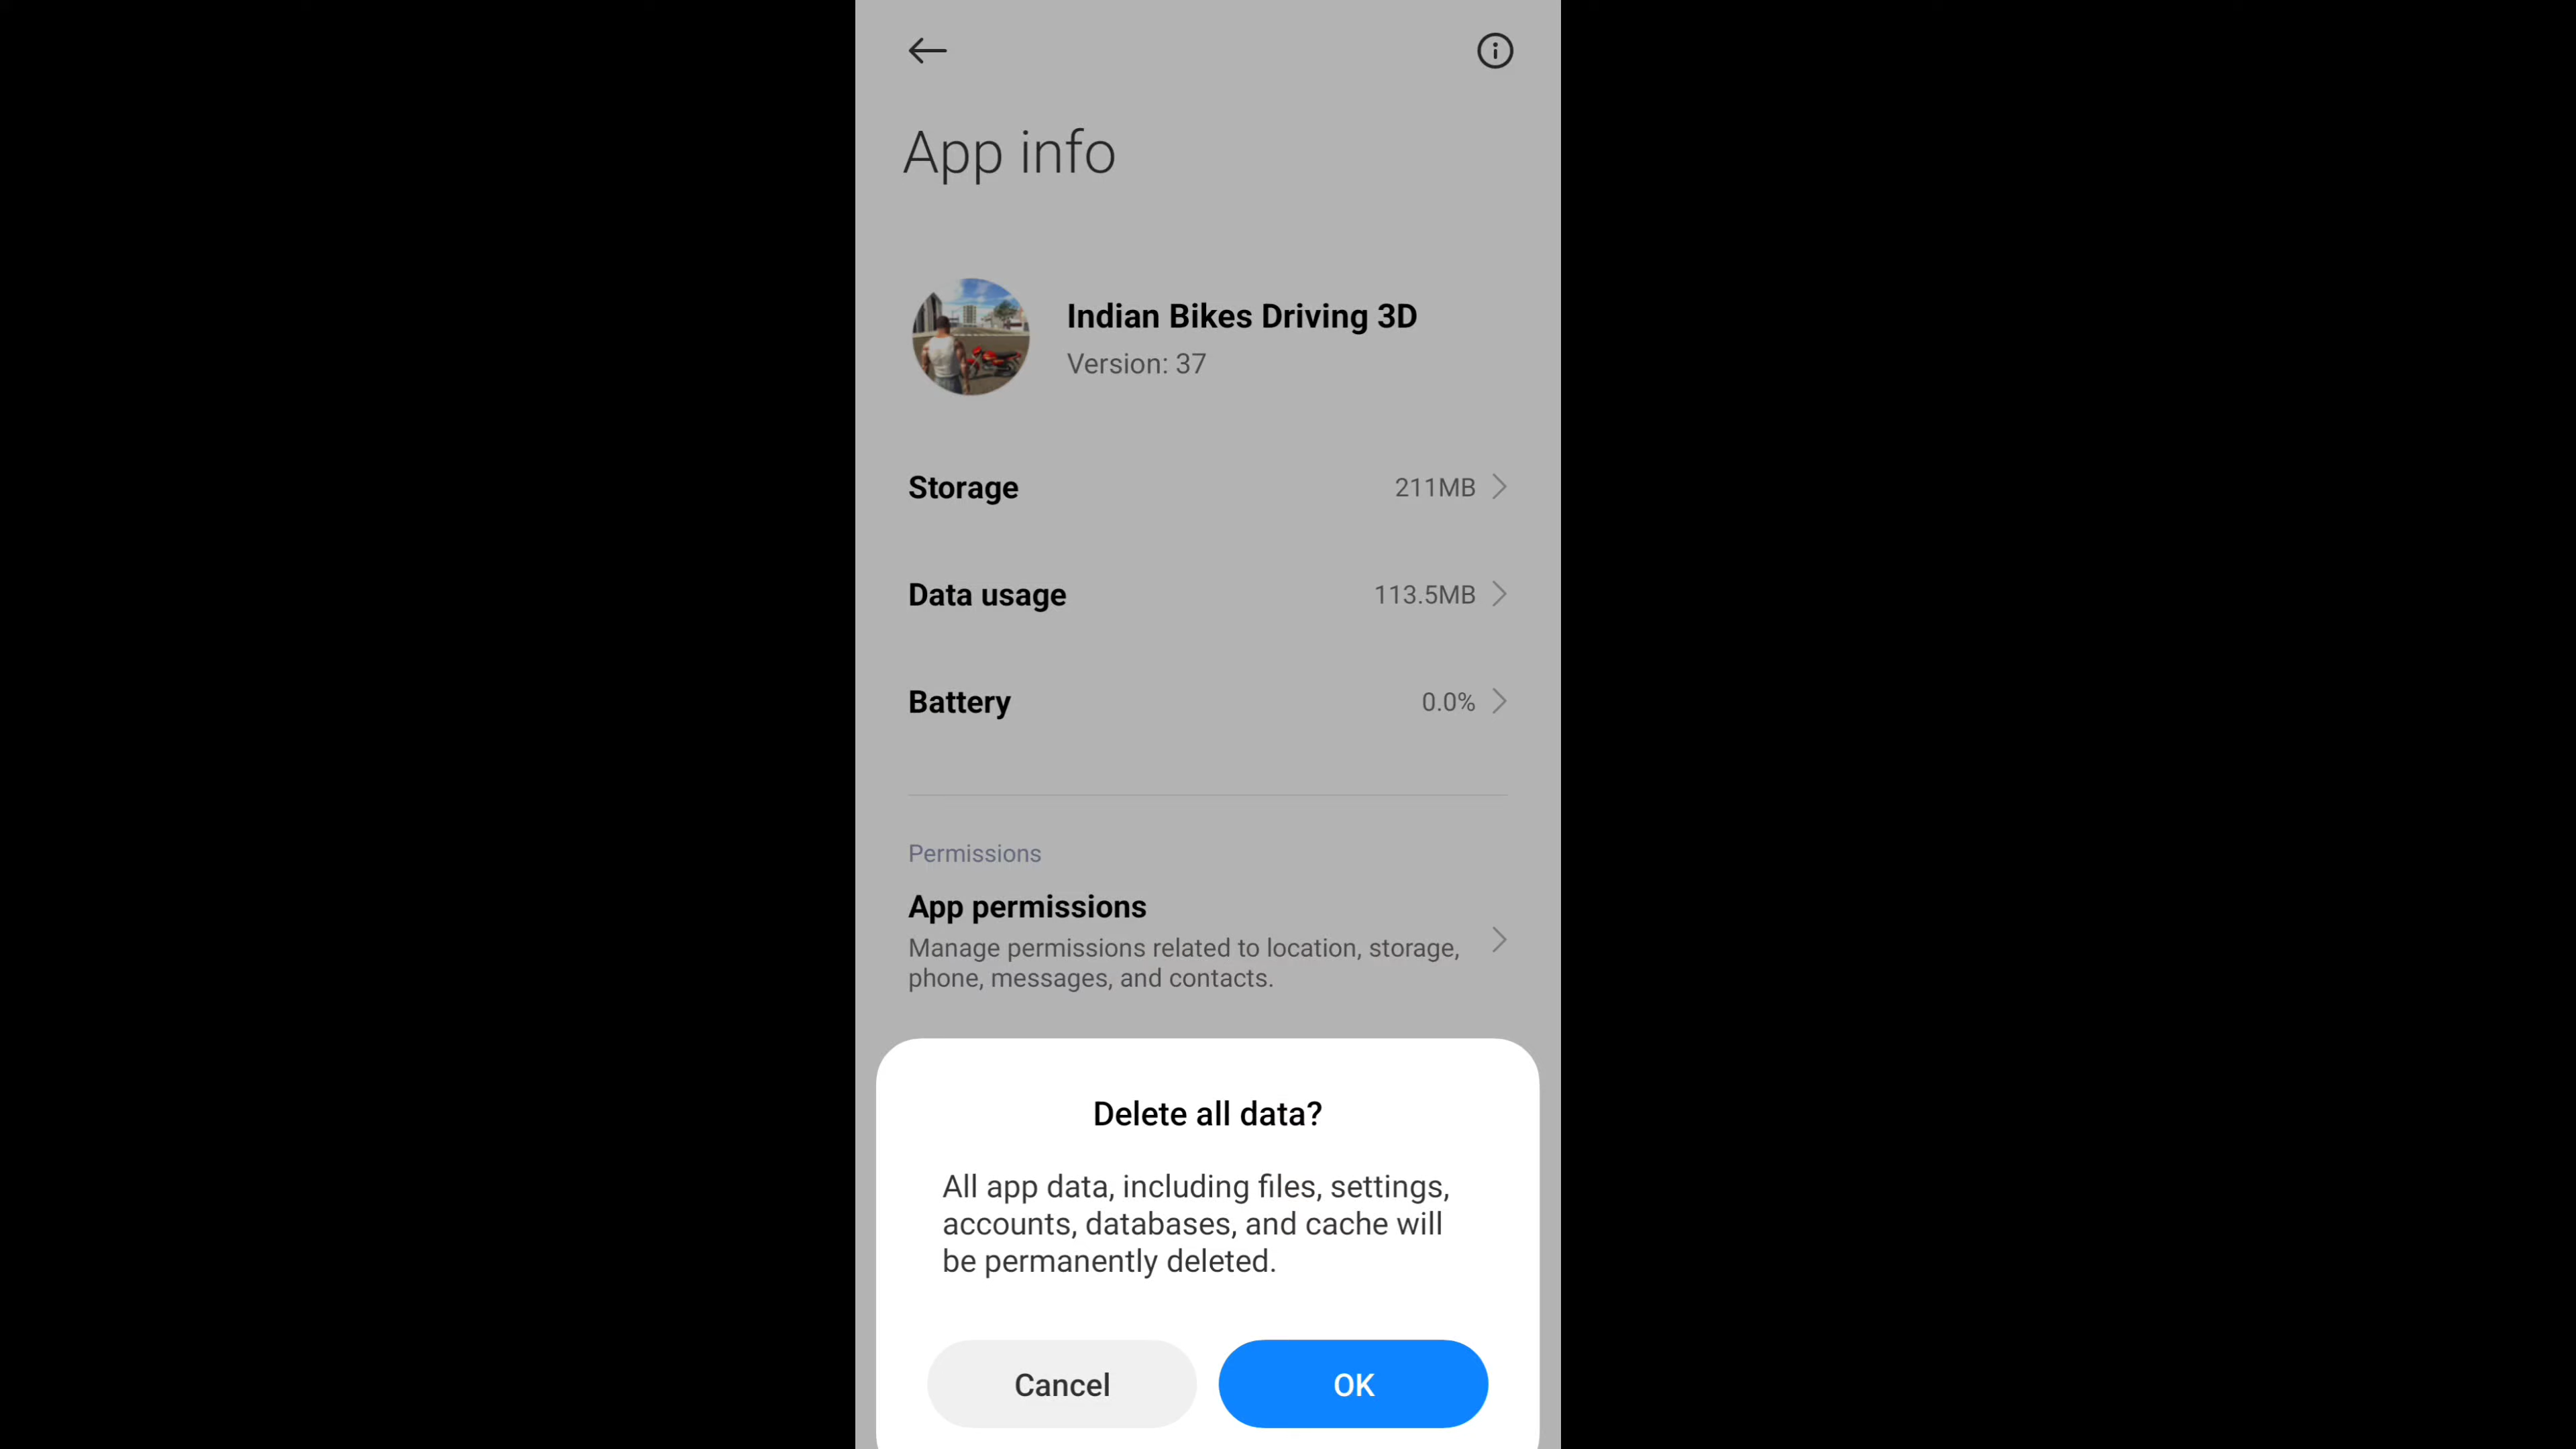 App info
Indian Bikes Driving 3D
Version: 37
Storage 211MB
Data usage 113.5MB
Battery 0.0%
Permissions
App permissions
Manage permissions related to location, storage,
phone, messages, and contacts.
Delete all data?
All app data, including files, settings,
accounts, databases, and cache will
be permanently deleted.
Cancel OK